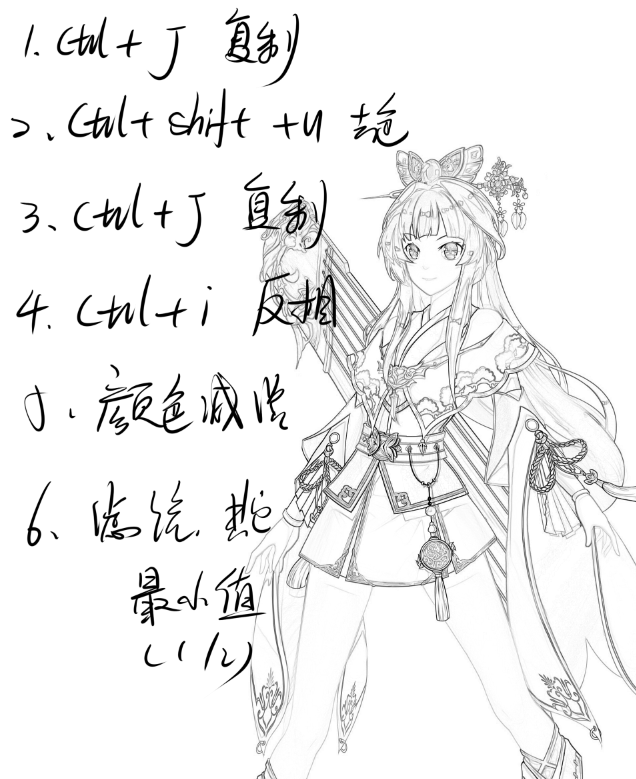 1. Ctrl + J 复制
2、Ctrl + shift + u 去色
3、Ctrl + J 复制
4. Ctrl + i 反相
5、颜色减淡
6、滤镜. 其它
最小值
(1/2)